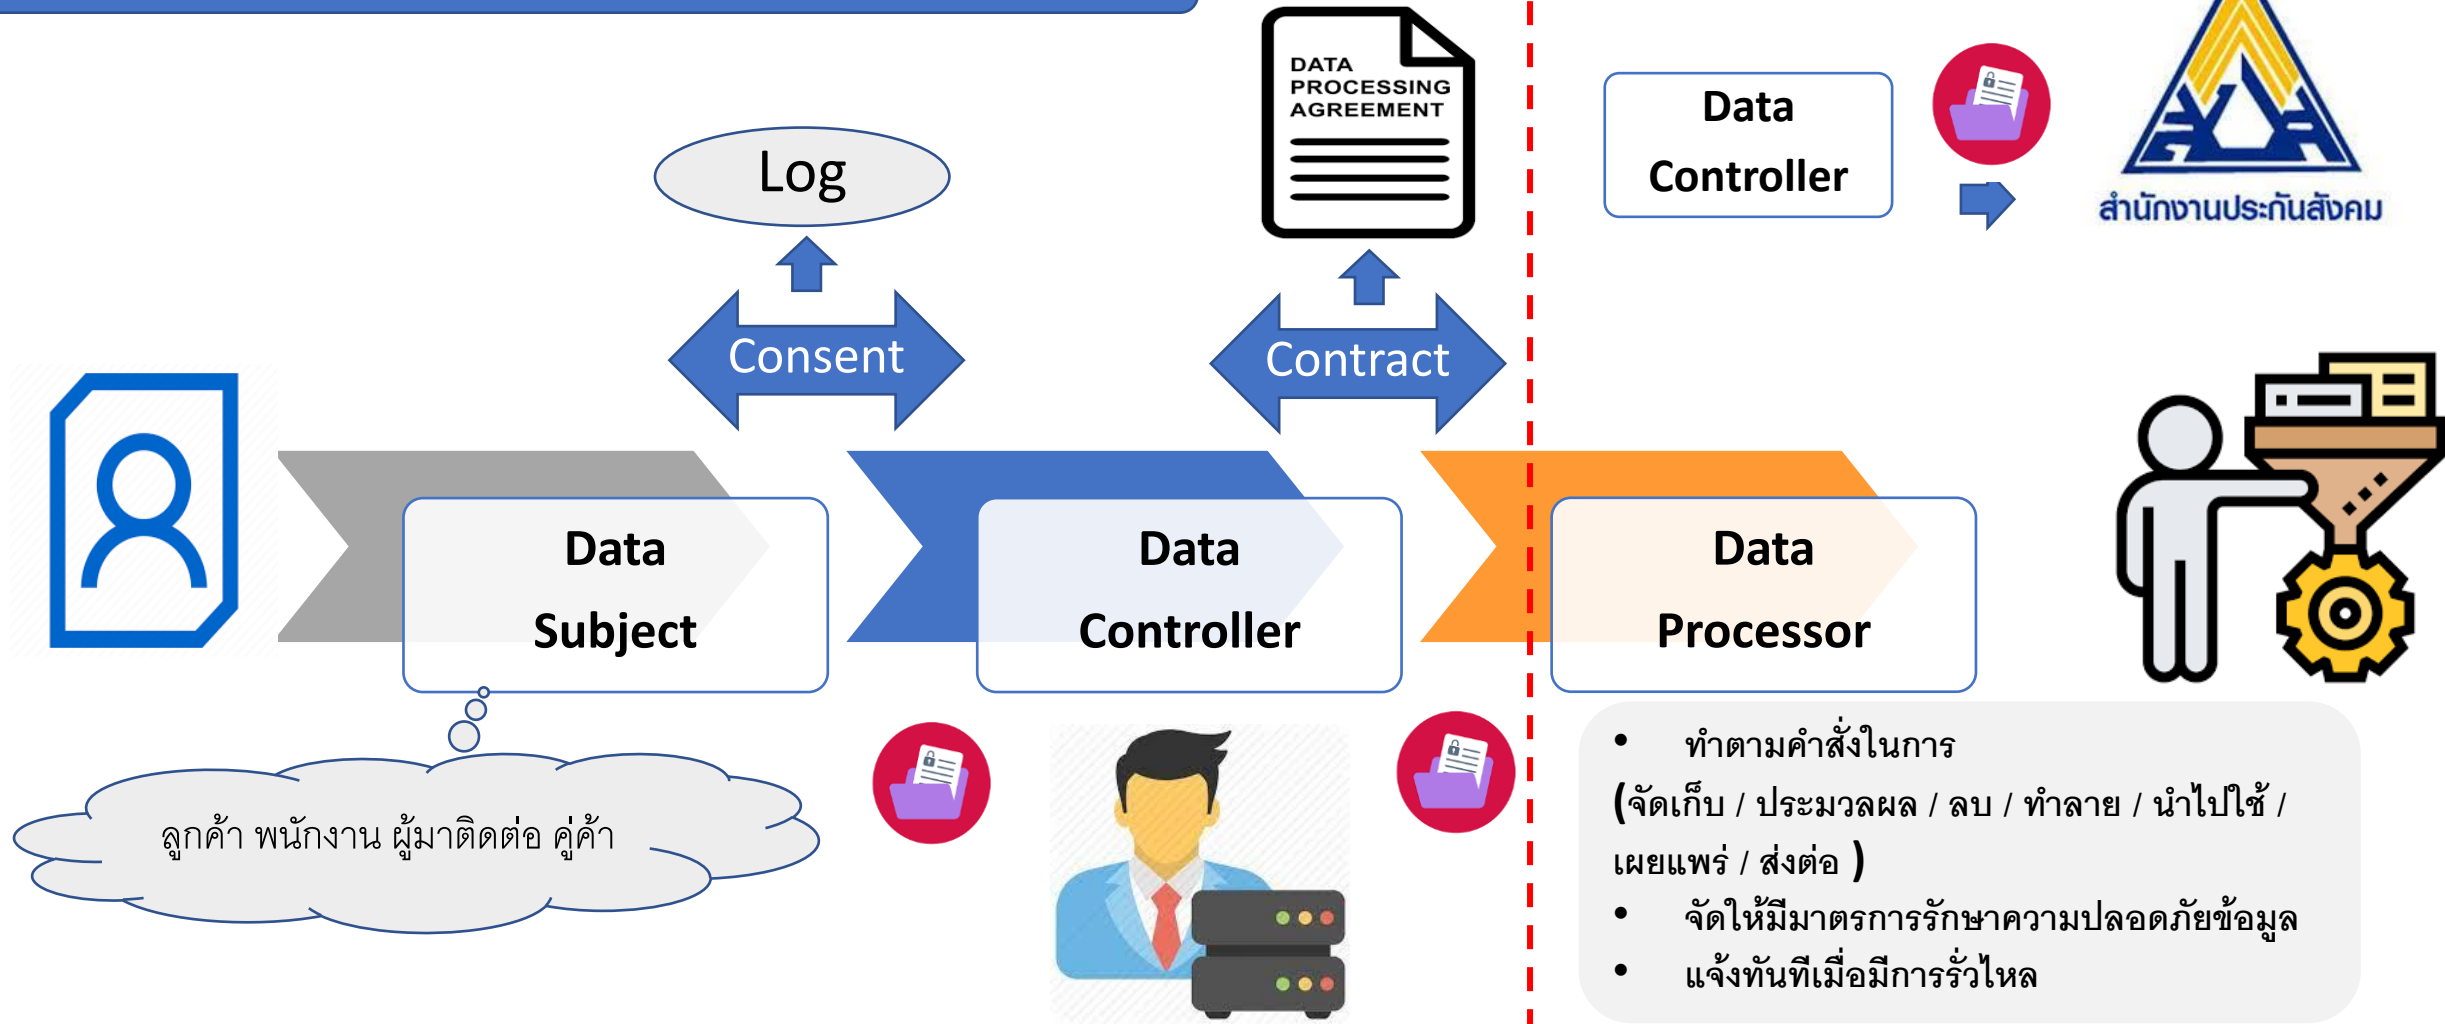 DATA
PROCESSING
AGREEMENT
Data
Controller
สำนักงานประกันสังคม
Log
Consent
Contract
Data
Subject
Data
Controller
Data
Processor
ลูกค้า พนักงาน ผู้มาติดต่อ คู่ค้า
• ทำตามคำสั่งในการ
(จัดเก็บ / ประมวลผล / ลบ / ทำลาย / นำไปใช้ /
เผยแพร่ / ส่งต่อ )
• จัดให้มีมาตรการรักษาความปลอดภัยข้อมูล
• แจ้งทันทีเมื่อมีการรั่วไหล